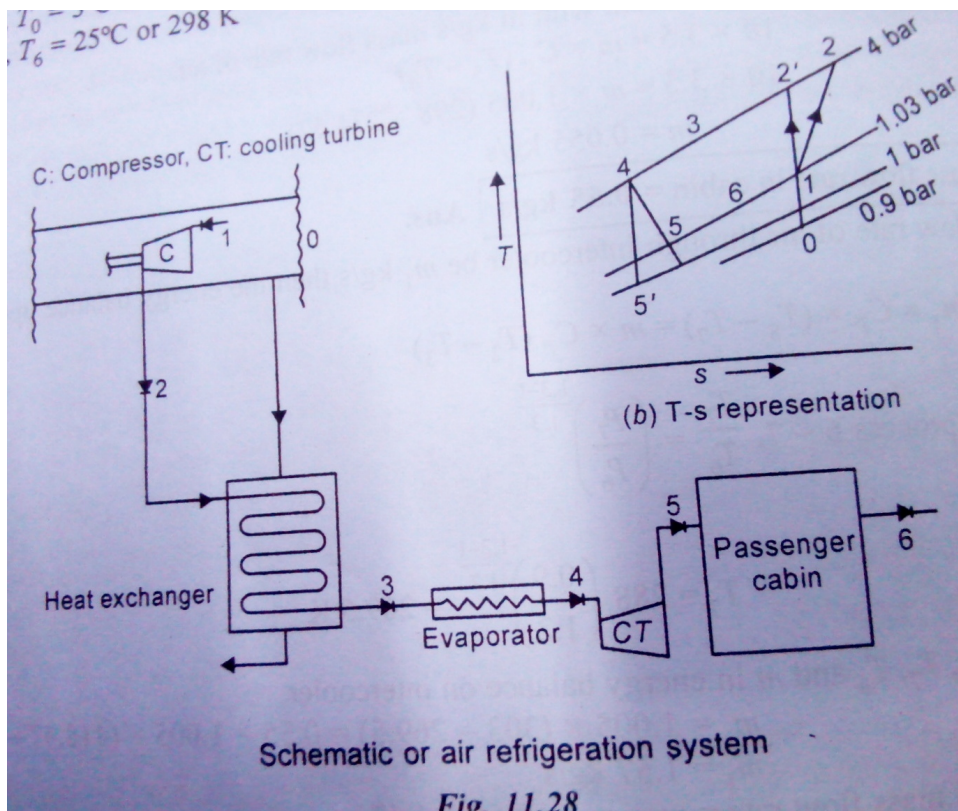 T0 =
, T6 = 25°C or 298 K
C: Compressor, CT: cooling turbine
C
1
0
2
T
s
2'
2
4 bar
3
4
1.03 bar
6
1
1 bar
5
0.9 bar
0
5'
(b) T-s representation
Heat exchanger
3
Evaporator
4
CT
5
Passenger
cabin
6
Schematic or air refrigeration system
Fig. 11.28